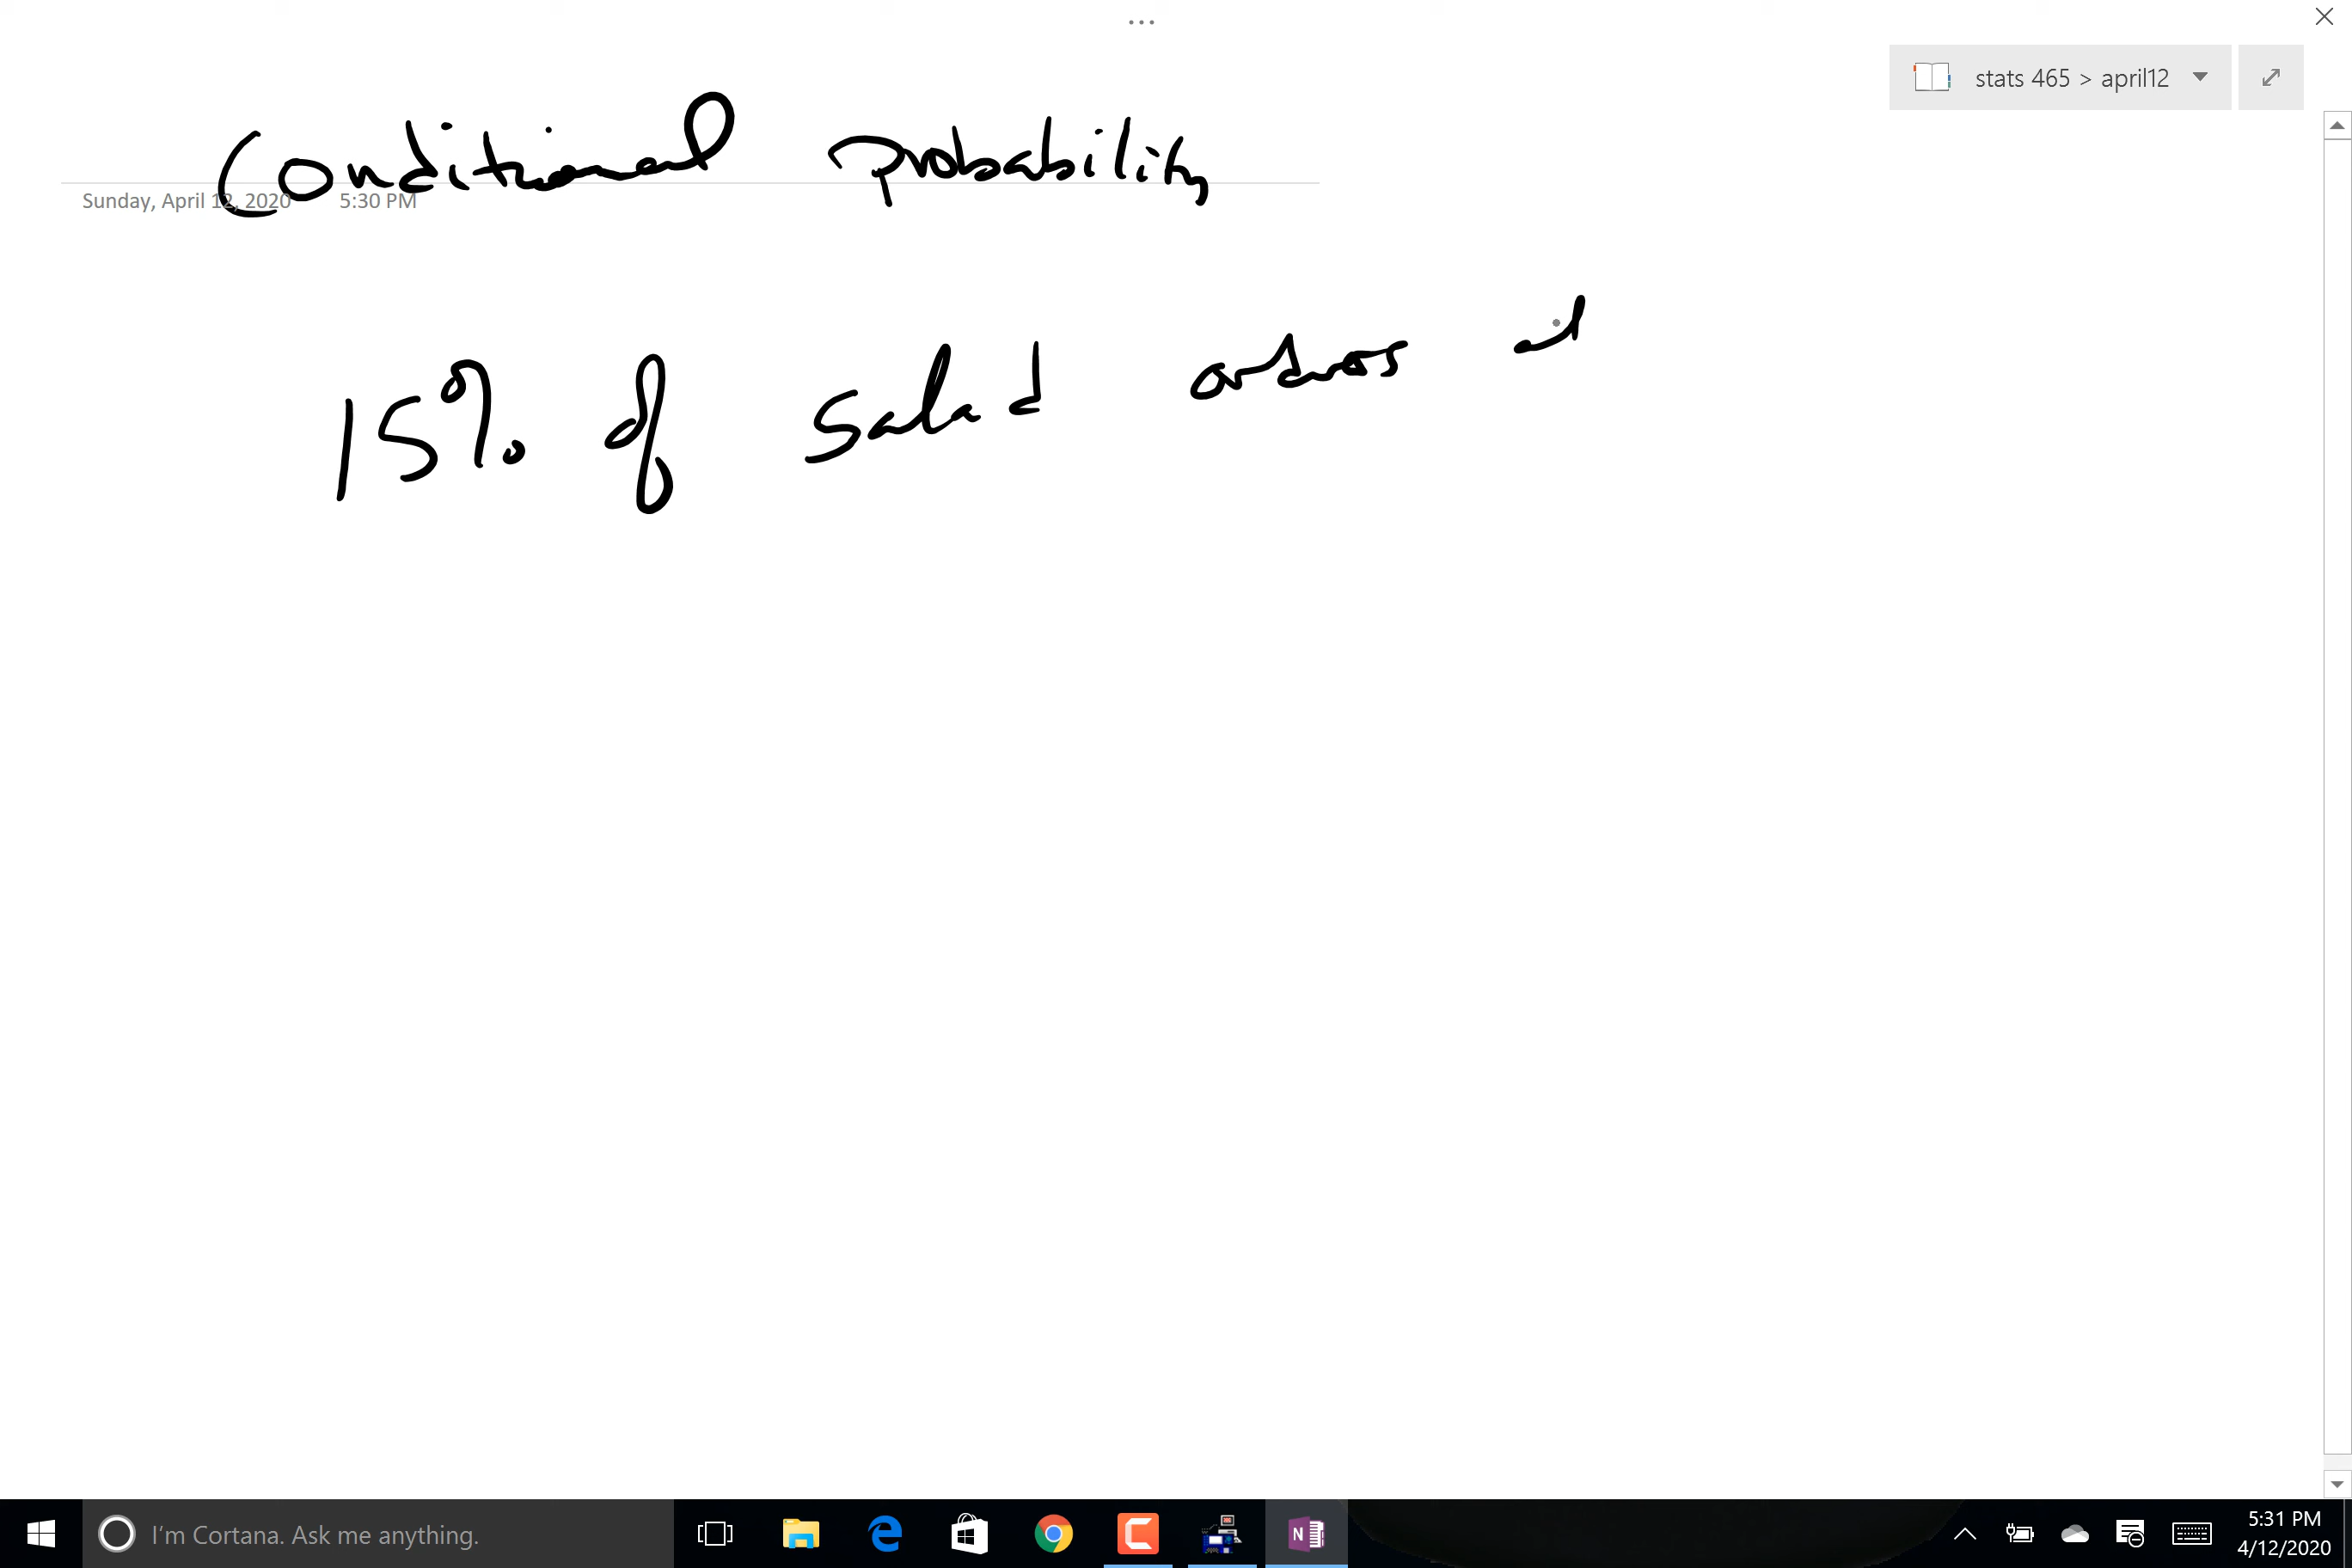 stats 465 > april12
Conditional probability
Sunday, April 12, 2020 5:30 PM
15% of salad orders
I'm Cortana. Ask me anything.
5:31 PM
4/12/2020